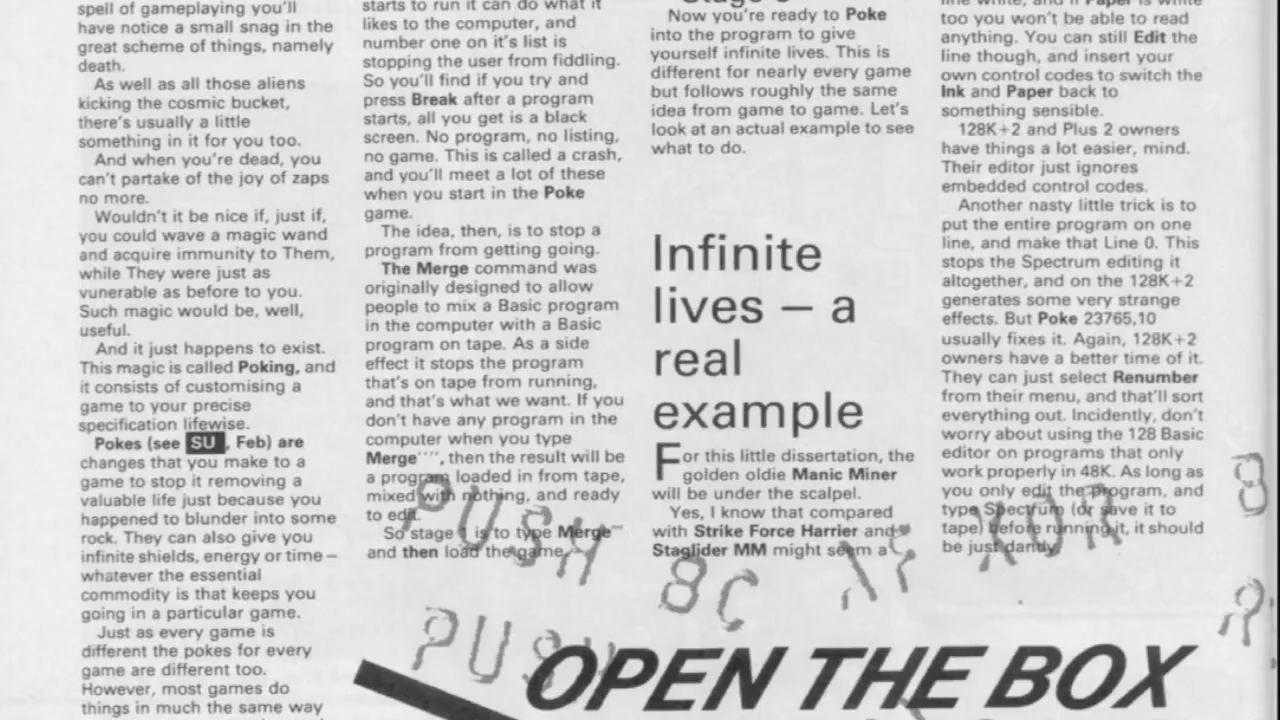 spell of gameplaying you'll
have notice a small snag in the
great scheme of things, namely
death.
As well as all those aliens
kicking the cosmic bucket,
there's usually a little
something in it for you too.
And when you're dead, you
can't partake of the joy of zaps
no more.
Wouldn't it be nice if, just if,
you could wave a magic wand
and acquire immunity to Them,
while They were just as
vunerable as before to you.
Such magic would be, well,
useful.
And it just happens to exist.
This magic is called Poking, and
it consists of customising a
game to your precise
specification lifewise.
Pokes (see SU, Feb) are
changes that you make to a
game to stop it removing a
valuable life just because you
happened to blunder into some
rock. They can also give you
infinite shields, energy or time –
whatever the essential
commodity is that keeps you
going in a particular game.
Just as every game is
different the pokes for every
game are different too.
However, most games do
things in much the same way
starts to run it can do what it
likes to the computer, and
number one on it's list is
stopping the user from fiddling.
So you'll find if you try and
press Break after a program
starts, all you get is a black
screen. No program, no listing,
no game. This is called a crash,
and you'll meet a lot of these
when you start in the Poke
game.
The idea, then, is to stop a
program from getting going.
The Merge command was
originally designed to allow
people to mix a Basic program
in the computer with a Basic
program on tape. As a side
effect it stops the program
that's on tape from running,
and that's what we want. If you
don't have any program in the
computer when you type
Merge'''', then the result will be
a program loaded in from tape,
mixed with nothing, and ready
to edit.
So stage 1 is to type Merge''''
and then load the game.
Now you're ready to Poke
into the program to give
yourself infinite lives. This is
different for nearly every game
but follows roughly the same
idea from game to game. Let's
look at an actual example to see
what to do.
Infinite
lives – a
real
example
For this little dissertation, the
golden oldie Manic Miner
will be under the scalpel.
Yes, I know that compared
with Strike Force Harrier and
Staglider MM might seem a
line white, and if Paper is white
too you won't be able to read
anything. You can still Edit the
line though, and insert your
own control codes to switch the
Ink and Paper back to
something sensible.
128K+2 and Plus 2 owners
have things a lot easier, mind.
Their editor just ignores
embedded control codes.
Another nasty little trick is to
put the entire program on one
line, and make that Line 0. This
stops the Spectrum editing it
altogether, and on the 128K+2
generates some very strange
effects. But Poke 23765,10
usually fixes it. Again, 128K+2
owners have a better time of it.
They can just select Renumber
from their menu, and that'll sort
everything out. Incidently, don't
worry about using the 128 Basic
editor on programs that only
work properly in 48K. As long as
you only edit the program, and
type Spectrum (or save it to
tape) before running it, it should
be just dandy.
PUSH BC
XOR
PUSH
OPEN THE BOX